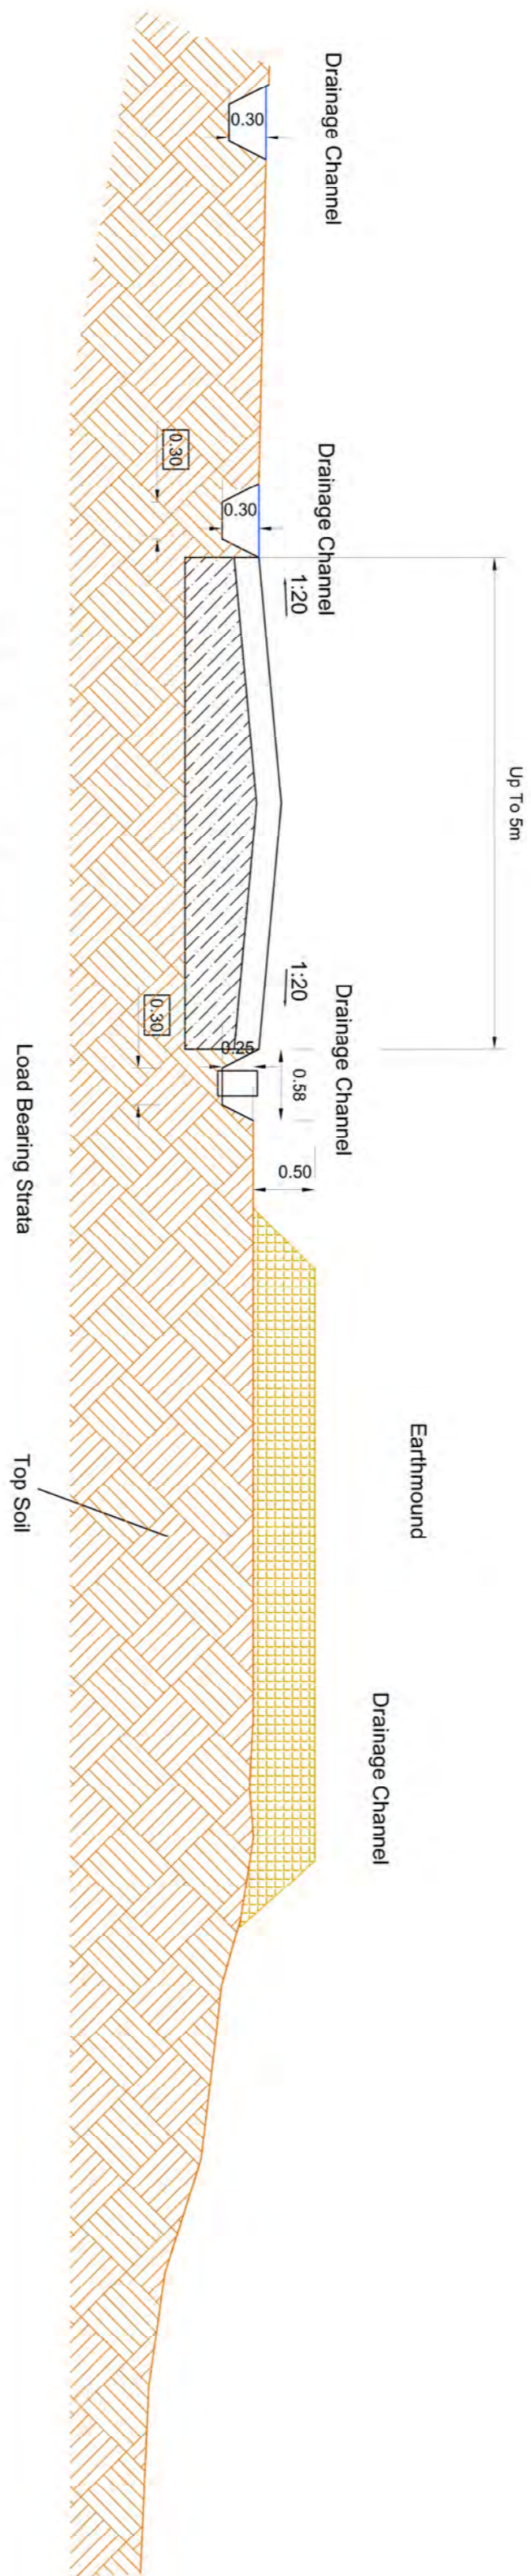 Drainage Channel
0.30
Drainage Channel
0.30
0.30
1:20
Up To 5m
1:20
Drainage Channel
0.30
0.25
0.58
0.50
Load Bearing Strata
Earthmound
Top Soil
Drainage Channel